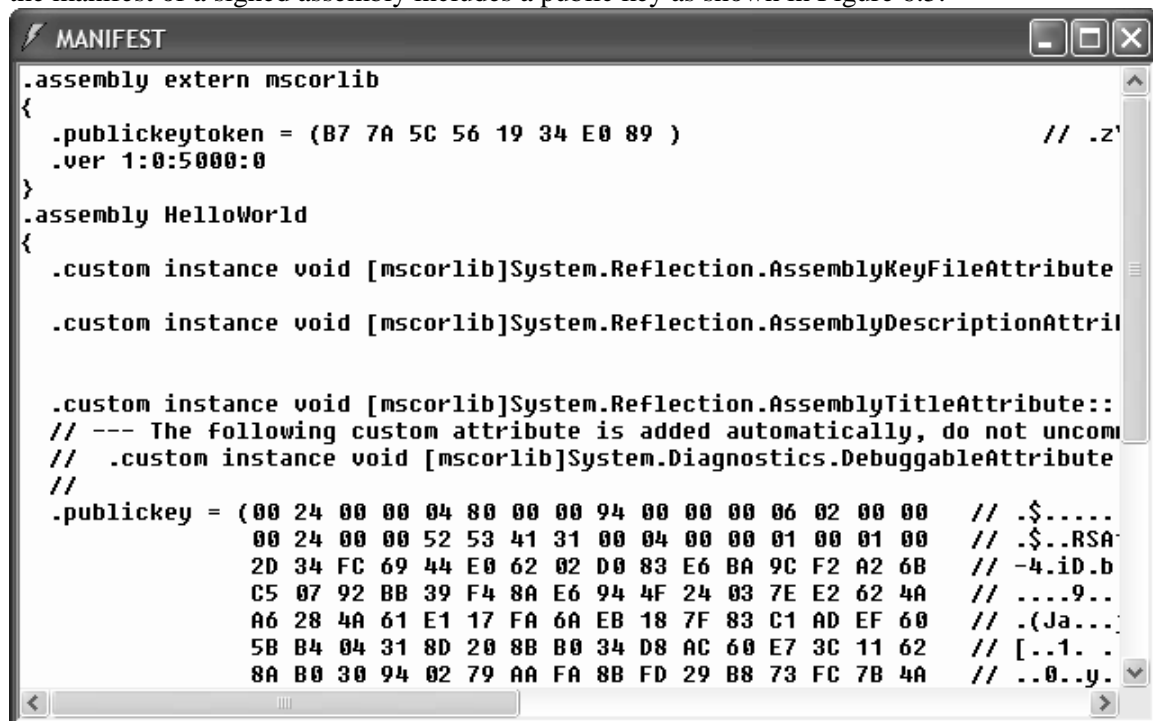 the manifest of a signed assembly includes a public key as shown in Figure 6.3.
MANIFEST
.assembly extern mscorlib
{
.publickeytoken = (B7 7A 5C 56 19 34 E0 89 ) // .z\
.ver 1:0:5000:0
}
.assembly HelloWorld
{
.custom instance void [mscorlib]System.Reflection.AssemblyKeyFileAttribute
.custom instance void [mscorlib]System.Reflection.AssemblyDescriptionAttri
.custom instance void [mscorlib]System.Reflection.AssemblyTitleAttribute::
// --- The following custom attribute is added automatically, do not uncom
// .custom instance void [mscorlib]System.Diagnostics.DebuggableAttribute
//
.publickey = (00 24 00 00 04 80 00 00 94 00 00 00 06 02 00 00 // .$.....
00 24 00 00 52 53 41 31 00 04 00 00 01 00 01 00 // .$..RSA
2D 34 FC 69 44 E0 62 02 D0 83 E6 BA 9C F2 A2 6B // -4.iD.b
C5 07 92 BB 39 F4 8A E6 94 4F 24 03 7E E2 62 4A // ....9..
A6 28 4A 61 E1 17 FA 6A EB 18 7F 83 C1 AD EF 60 // .(Ja...
5B B4 04 31 8D 20 8B B0 34 D8 AC 60 E7 3C 11 62 // [..1. .
8A B0 30 94 02 79 AA FA 8B FD 29 B8 73 FC 7B 4A // ..0..y.